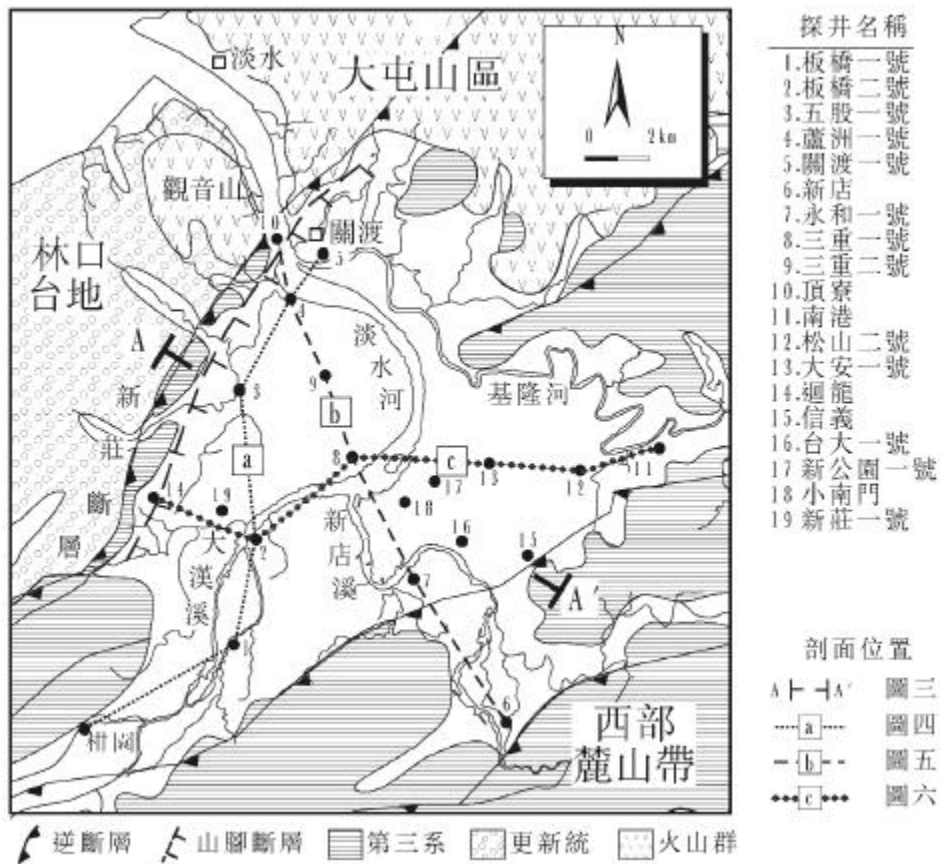 淡水
大屯山區
N
0 2km
觀音山
10
關渡
5
林口
台地
4
A
3
9
淡水河
b
基隆河
新莊斷層
a
8
c
13
12
11
17
14
19
18
16
15
2
大漢溪
新店溪
7
A'
1
6
柑園
西部
麓山帶
逆斷層
山腳斷層
第三系
更新統
火山群
探井名稱
1.板橋一號
2.板橋二號
3.五股一號
4.蘆洲一號
5.關渡一號
6.新店
7.永和一號
8.三重一號
9.三重二號
10.頂寮
11.南港
12.松山二號
13.大安一號
14.迴龍
15.信義
16.台大一號
17新公園一號
18小南門
19新莊一號
剖面位置
A A' 圖三
a 圖四
b 圖五
c 圖六